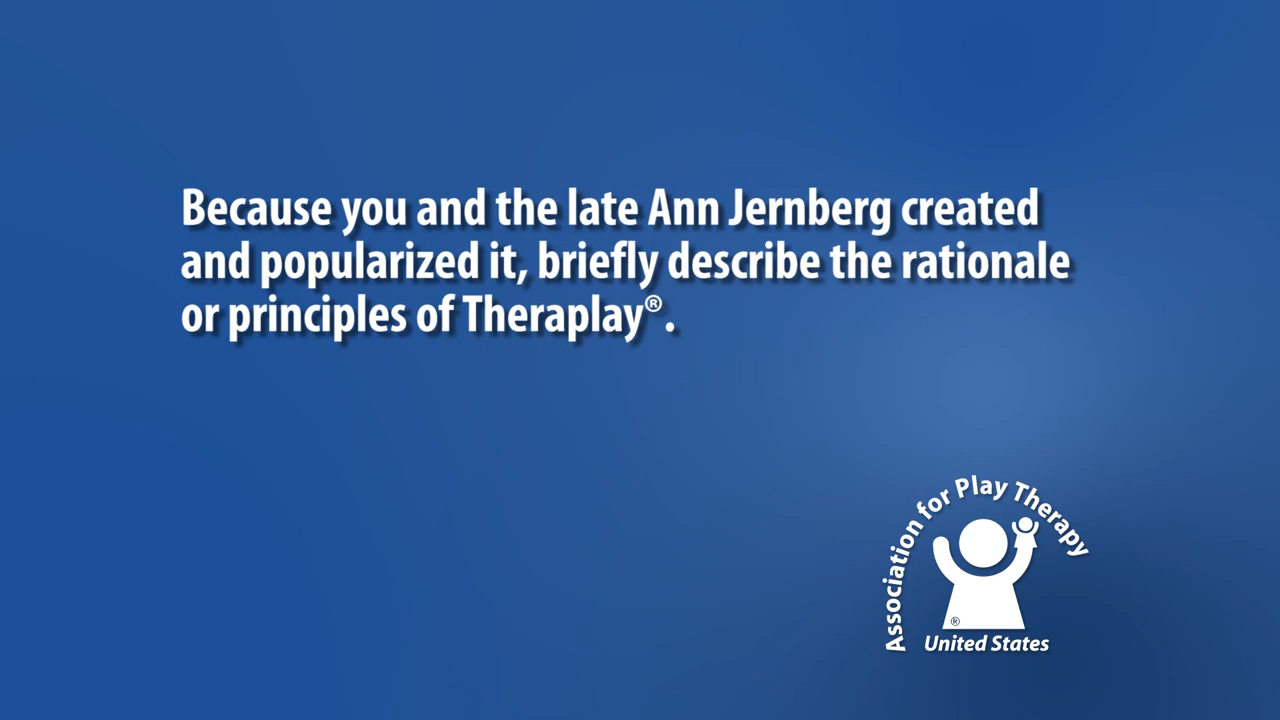 Because you and the late Ann Jernberg created
and popularized it, briefly describe the rationale
or principles of Theraplay®.
Association for Play Therapy
®
United States